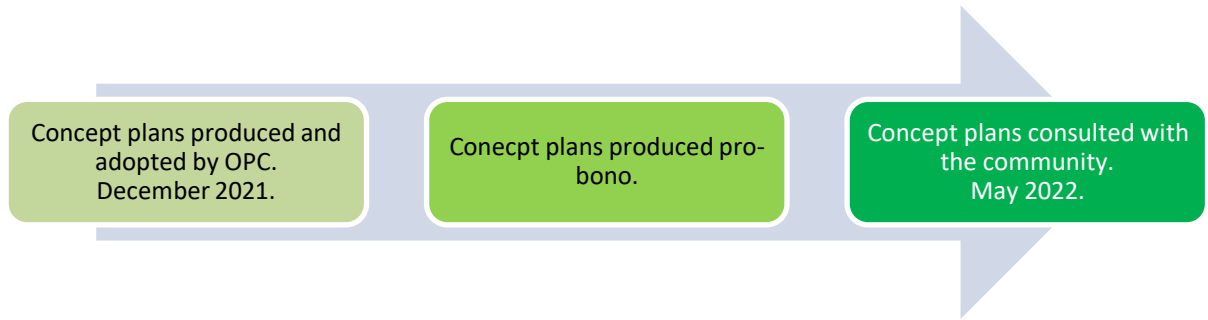 Concept plans produced and
adopted by OPC.
December 2021.
Conecpt plans produced pro-
bono.
Concept plans consulted with
the community.
May 2022.